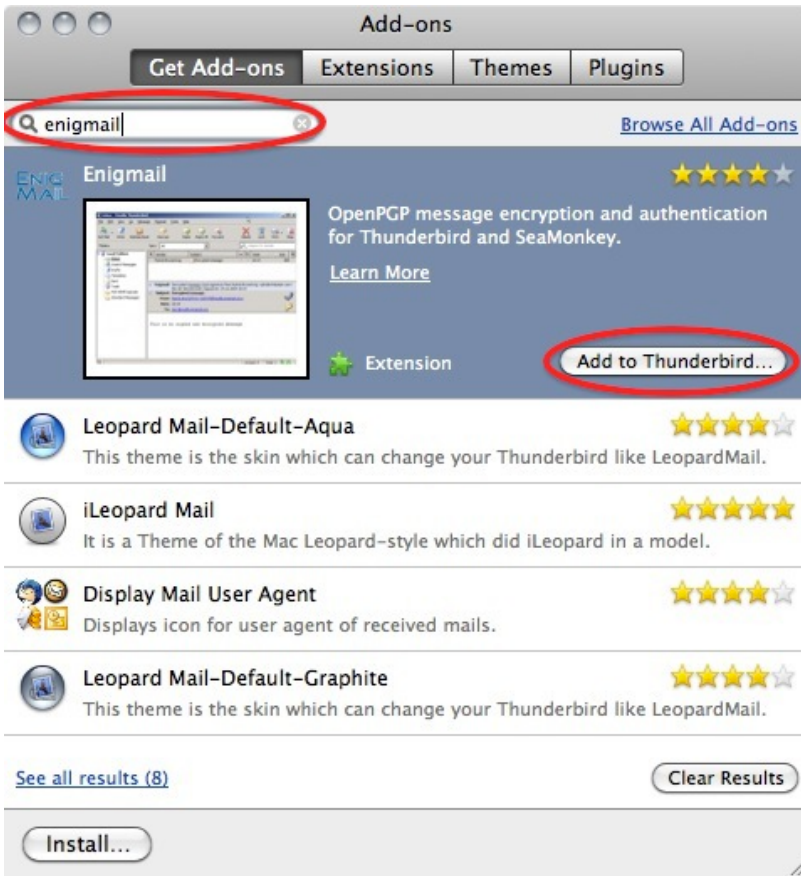 Add-ons
Get Add-ons Extensions Themes Plugins
enigmail Browse All Add-ons
ENIG
MAIL
Enigmail
OpenPGP message encryption and authentication
for Thunderbird and SeaMonkey.
Learn More
Extension Add to Thunderbird...
Leopard Mail-Default-Aqua
This theme is the skin which can change your Thunderbird like LeopardMail.
iLeopard Mail
It is a Theme of the Mac Leopard-style which did iLeopard in a model.
Display Mail User Agent
Displays icon for user agent of received mails.
Leopard Mail-Default-Graphite
This theme is the skin which can change your Thunderbird like LeopardMail.
See all results (8) Clear Results
Install...